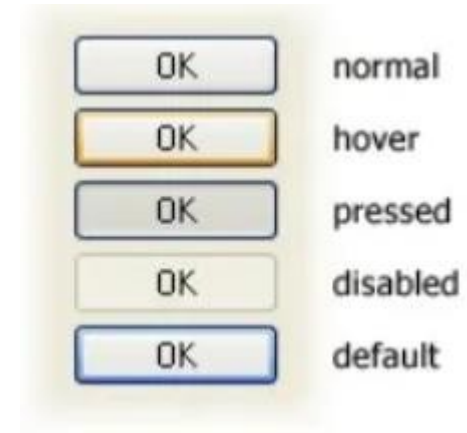 OK normal
OK hover
OK pressed
OK disabled
OK default